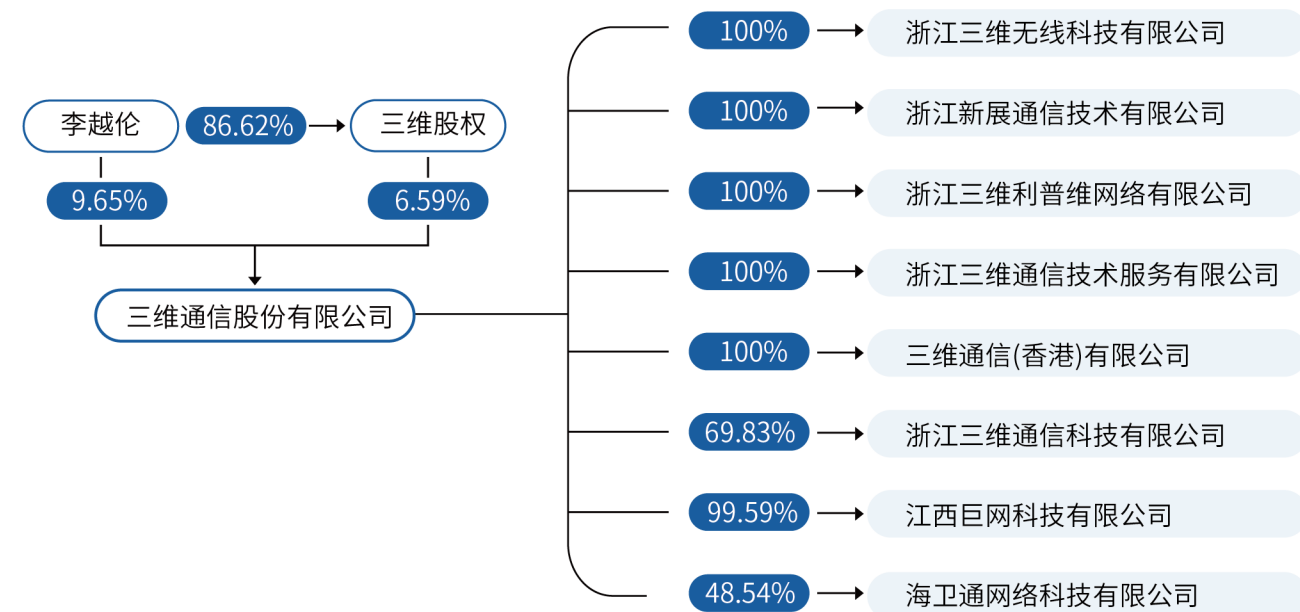 李越伦
86.62%
三维股权
9.65%
6.59%
三维通信股份有限公司
100%
浙江三维无线科技有限公司
100%
浙江新展通信技术有限公司
100%
浙江三维利普维网络有限公司
100%
浙江三维通信技术服务有限公司
100%
三维通信(香港)有限公司
69.83%
浙江三维通信科技有限公司
99.59%
江西巨网科技有限公司
48.54%
海卫通网络科技有限公司